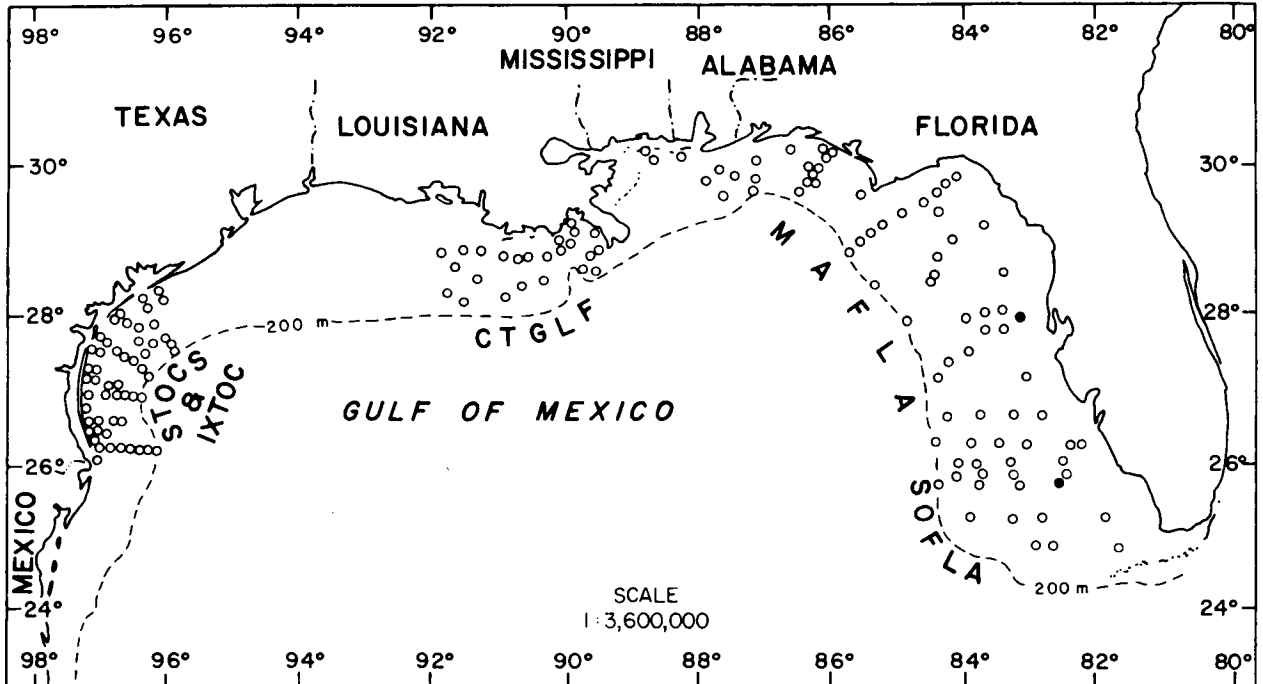 98° 96° 94° 92° 90° 88° 86° 84° 82° 80°
MISSISSIPPI ALABAMA
TEXAS LOUISIANA FLORIDA
30° 30°
28° 28°
26° 26°
24° 24°
200 m
CTGLF
MAFLA
STOCS
&
IXTOC
GULF OF MEXICO
SOFLA
MEXICO
200 m
SCALE
1:3,600,000
98° 96° 94° 92° 90° 88° 86° 84° 82° 80°